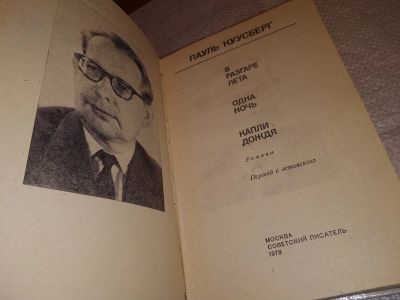 ПАУЛЬ КУУСБЕРГ
В
РАЗГАРЕ
ЛЕТА
ОДНА
НОЧЬ
КАПЛИ
ДОЖДЯ
Романы
Перевод с эстонского
МОСКВА
СОВЕТСКИЙ ПИСАТЕЛЬ
1978